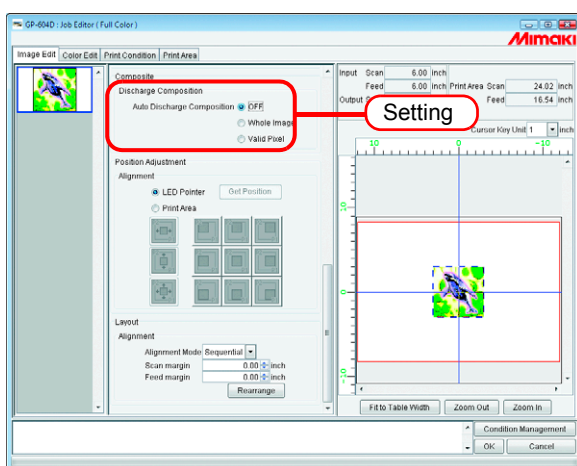 GP-604D : Job Editor ( Full Color )
Mimaki
Image Edit Color Edit Print Condition Print Area
Composite
Discharge Composition
Auto Discharge Composition OFF
Whole Image
Valid Pixel
Setting
Position Adjustment
Alignment
LED Pointer Get Position
Print Area
Layout
Alignment
Alignment Mode Sequential
Scan margin 0.00 inch
Feed margin 0.00 inch
Rearrange
Input Scan 6.00 inch
Feed 6.00 inch Print Area Scan 24.02 inch
Output Feed 16.54 inch
Cursor Key Unit 1 inch
10 0 -10
10
0
Fit to Table Width Zoom Out Zoom In
Condition Management
OK Cancel